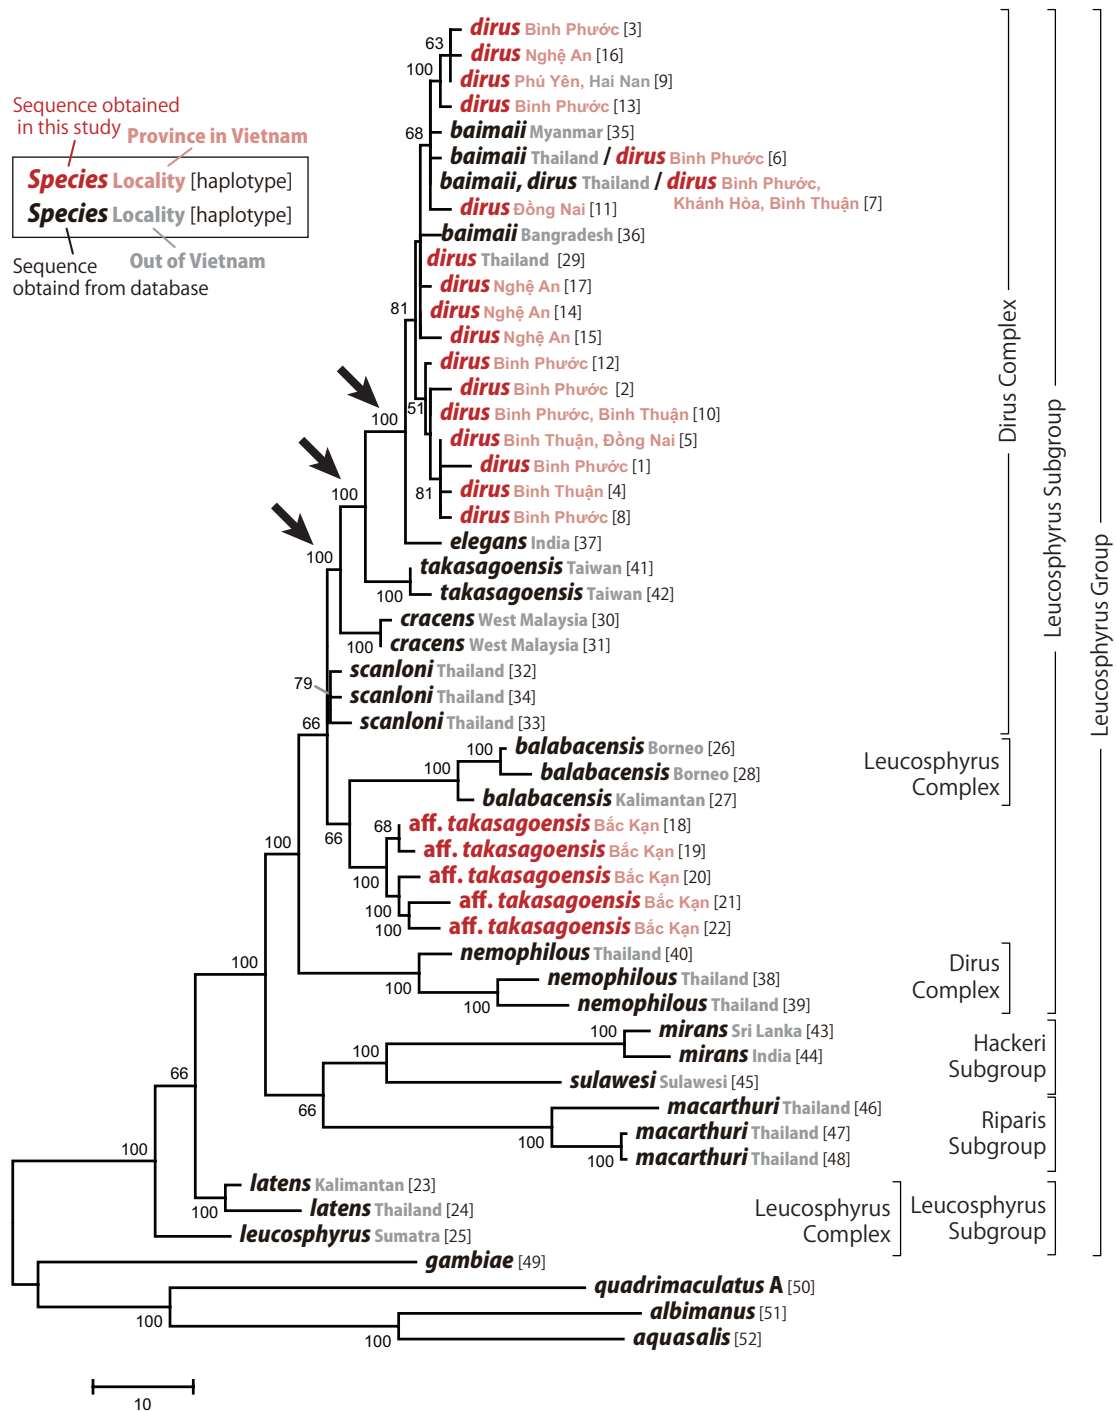 Sequence obtained
in this study
Province in Vietnam
Species Locality [haplotype]
Species Locality [haplotype]
Sequence
obtaind from database
Out of Vietnam
dirus Bình Phước [3]
63
dirus Nghệ An [16]
100
dirus Phú Yên, Hai Nan [9]
dirus Bình Phước [13]
68
baimaii Myanmar [35]
baimaii Thailand / dirus Bình Phước [6]
baimaii, dirus Thailand / dirus Bình Phước,
Khánh Hòa, Bình Thuận [7]
dirus Đồng Nai [11]
baimaii Bangradesh [36]
dirus Thailand [29]
dirus Nghệ An [17]
81
dirus Nghệ An [14]
dirus Nghệ An [15]
dirus Bình Phước [12]
dirus Bình Phước [2]
51
dirus Bình Phước, Bình Thuận [10]
100
dirus Bình Thuận, Đồng Nai [5]
dirus Bình Phước [1]
81
dirus Bình Thuận [4]
100
dirus Bình Phước [8]
elegans India [37]
100
takasagoensis Taiwan [41]
100
takasagoensis Taiwan [42]
cracens West Malaysia [30]
100
cracens West Malaysia [31]
scanloni Thailand [32]
79
scanloni Thailand [34]
66
scanloni Thailand [33]
100
balabacensis Borneo [26]
100
balabacensis Borneo [28]
balabacensis Kalimantan [27]
68
aff. takasagoensis Bắc Kạn [18]
66
100
aff. takasagoensis Bắc Kạn [19]
100
aff. takasagoensis Bắc Kạn [20]
100
aff. takasagoensis Bắc Kạn [21]
100
aff. takasagoensis Bắc Kạn [22]
nemophilous Thailand [40]
100
100
nemophilous Thailand [38]
100
nemophilous Thailand [39]
100
mirans Sri Lanka [43]
100
mirans India [44]
66
sulawesi Sulawesi [45]
66
macarthuri Thailand [46]
100
macarthuri Thailand [47]
100
macarthuri Thailand [48]
100
latens Kalimantan [23]
100
latens Thailand [24]
leucosphyrus Sumatra [25]
gambiae [49]
quadrimaculatus A [50]
100
albimanus [51]
100
aquasalis [52]
10
Dirus Complex
Leucosphyrus Subgroup
Leucosphyrus Group
Leucosphyrus
Complex
Dirus
Complex
Hackeri
Subgroup
Riparis
Subgroup
Leucosphyrus
Complex
Leucosphyrus
Subgroup